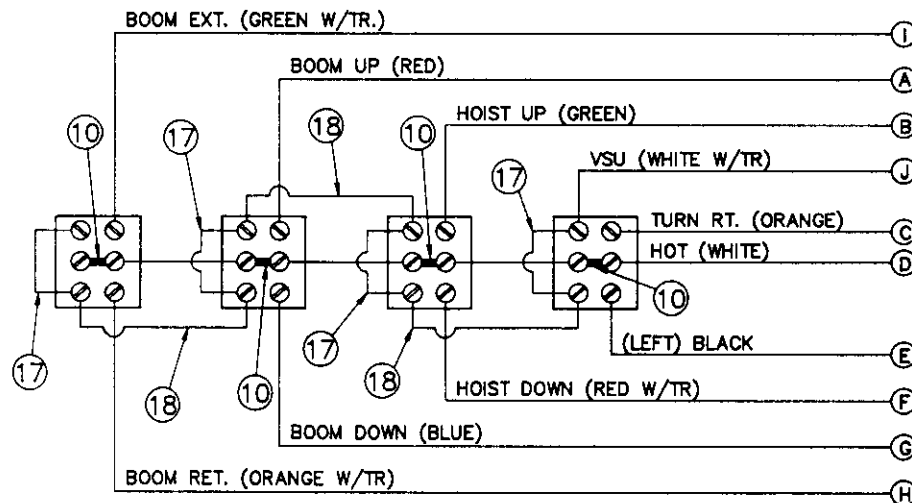 BOOM EXT. (GREEN W/TR.) I
BOOM UP (RED) A
HOIST UP (GREEN) B
VSU (WHITE W/TR) J
TURN RT. (ORANGE) C
HOT (WHITE) D
(LEFT) BLACK E
HOIST DOWN (RED W/TR) F
BOOM DOWN (BLUE) G
BOOM RET. (ORANGE W/TR) H
10
17
18
10
17
17
18
10
17
18
10